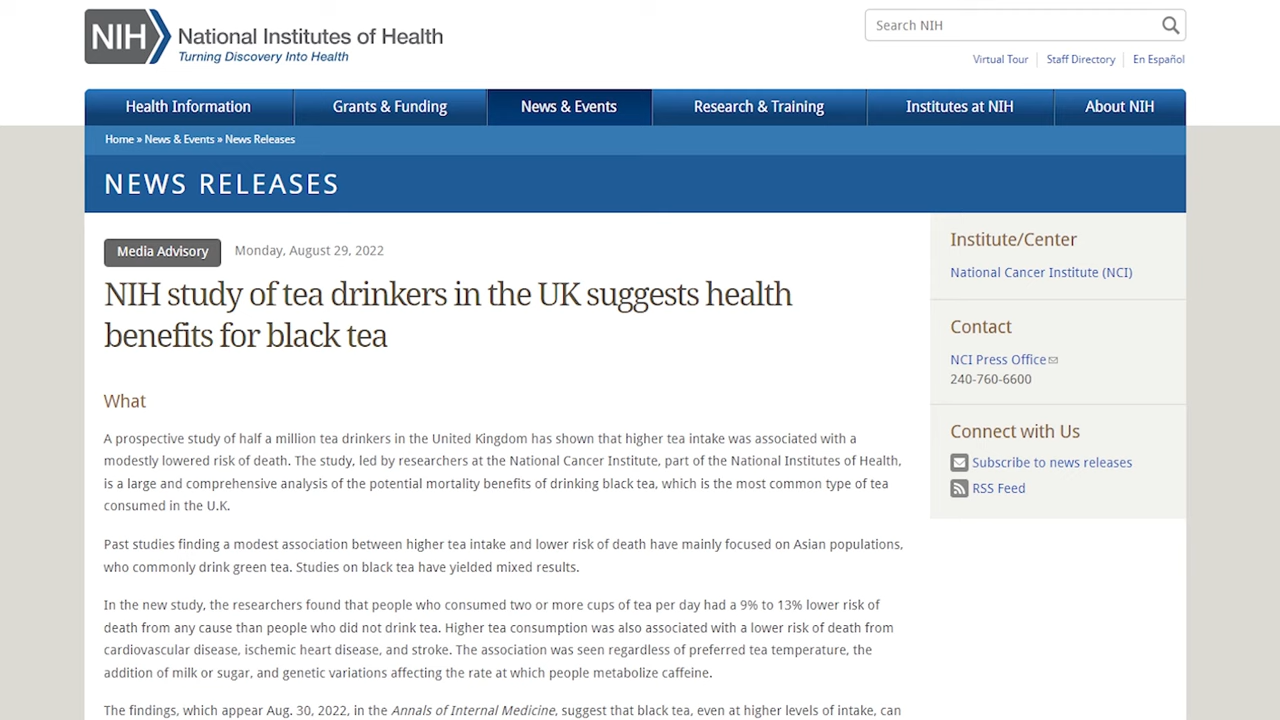 NIH National Institutes of Health
Turning Discovery Into Health
Search NIH
Virtual Tour Staff Directory En Español
Health Information Grants & Funding News & Events Research & Training Institutes at NIH About NIH
Home » News & Events » News Releases
NEWS RELEASES
Media Advisory Monday, August 29, 2022
NIH study of tea drinkers in the UK suggests health
benefits for black tea
What
A prospective study of half a million tea drinkers in the United Kingdom has shown that higher tea intake was associated with a
modestly lowered risk of death. The study, led by researchers at the National Cancer Institute, part of the National Institutes of Health,
is a large and comprehensive analysis of the potential mortality benefits of drinking black tea, which is the most common type of tea
consumed in the U.K.
Past studies finding a modest association between higher tea intake and lower risk of death have mainly focused on Asian populations,
who commonly drink green tea. Studies on black tea have yielded mixed results.
In the new study, the researchers found that people who consumed two or more cups of tea per day had a 9% to 13% lower risk of
death from any cause than people who did not drink tea. Higher tea consumption was also associated with a lower risk of death from
cardiovascular disease, ischemic heart disease, and stroke. The association was seen regardless of preferred tea temperature, the
addition of milk or sugar, and genetic variations affecting the rate at which people metabolize caffeine.
The findings, which appear Aug. 30, 2022, in the Annals of Internal Medicine, suggest that black tea, even at higher levels of intake, can
Institute/Center
National Cancer Institute (NCI)
Contact
NCI Press Office
240-760-6600
Connect with Us
Subscribe to news releases
RSS Feed